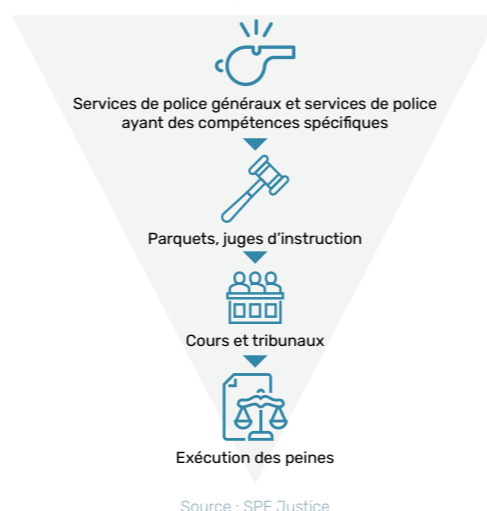 Services de police généraux et services de police
ayant des compétences spécifiques
Parquets, juges d'instruction
Cours et tribunaux
Exécution des peines
Source : SPF Justice